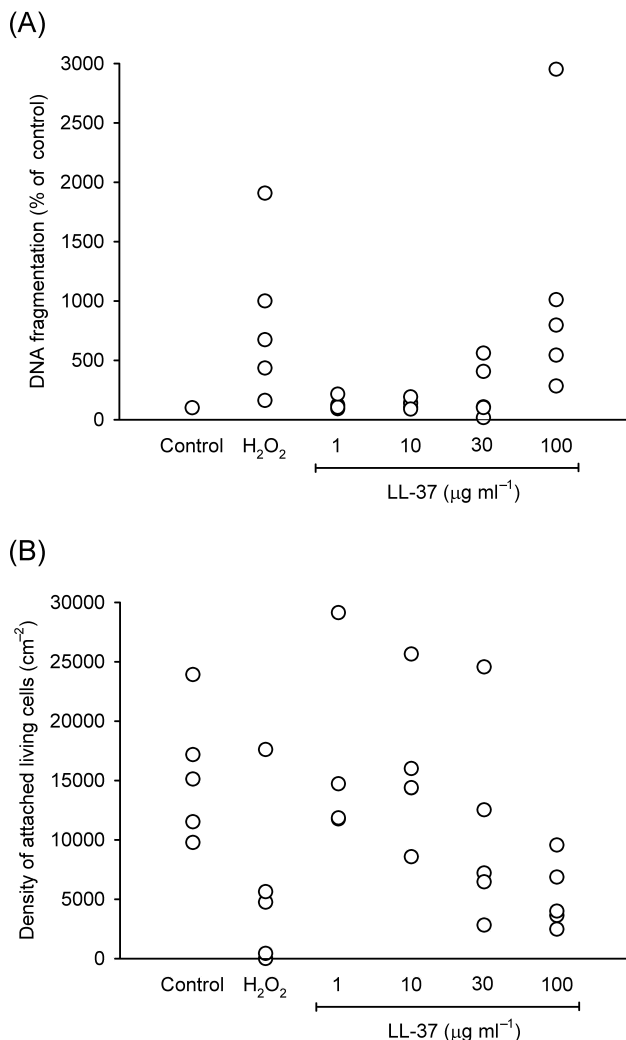 (A)
DNA fragmentation (% of control)
3000
2500
2000
1500
1000
500
0
Control H₂O₂ 1 10 30 100
LL-37 (μg ml⁻¹)
(B)
Density of attached living cells (cm⁻²)
30000
25000
20000
15000
10000
5000
0
Control H₂O₂ 1 10 30 100
LL-37 (μg ml⁻¹)